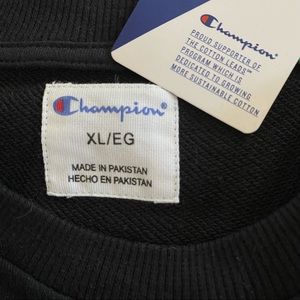 Champion
PROUD SUPPORTER OF
THE COTTON LEADS™
PROGRAM WHICH IS
DEDICATED TO GROWING
MORE SUSTAINABLE COTTON
Champion
XL/EG
MADE IN PAKISTAN
HECHO EN PAKISTAN